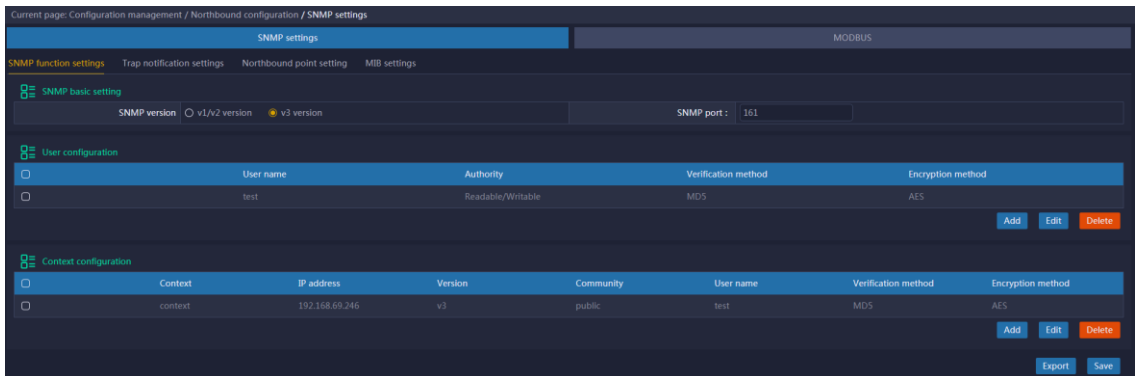 Current page: Configuration management / Northbound configuration / SNMP settings
SNMP settings MODBUS
SNMP function settings Trap notification settings Northbound point setting MIB settings
SNMP basic setting
SNMP version v1/v2 version v3 version SNMP port : 161
User configuration
User name Authority Verification method Encryption method
test Readable/Writable MD5 AES
Add Edit Delete
Context configuration
Context IP address Version Community User name Verification method Encryption method
context 192.168.69.246 v3 public test MD5 AES
Add Edit Delete
Export Save